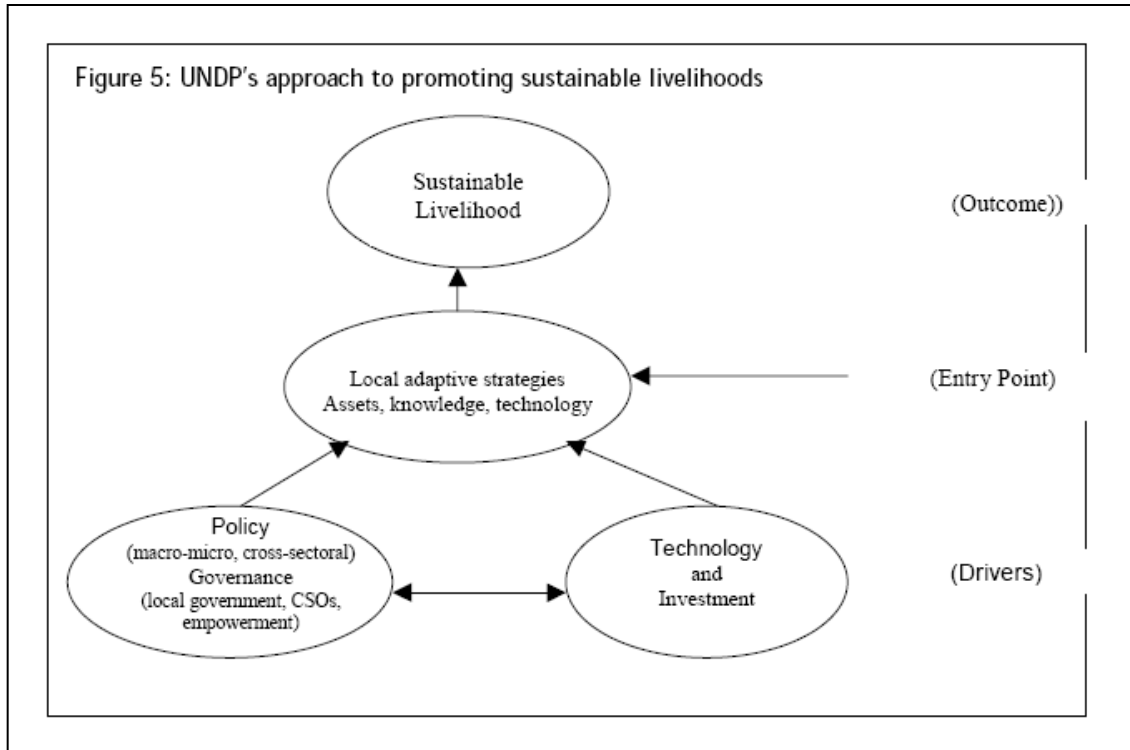 Figure 5: UNDP's approach to promoting sustainable livelihoods
Sustainable
Livelihood
(Outcome))
Local adaptive strategies
Assets, knowledge, technology
(Entry Point)
Policy
(macro-micro, cross-sectoral)
Governance
(local government, CSOs,
empowerment)
Technology
and
Investment
(Drivers)